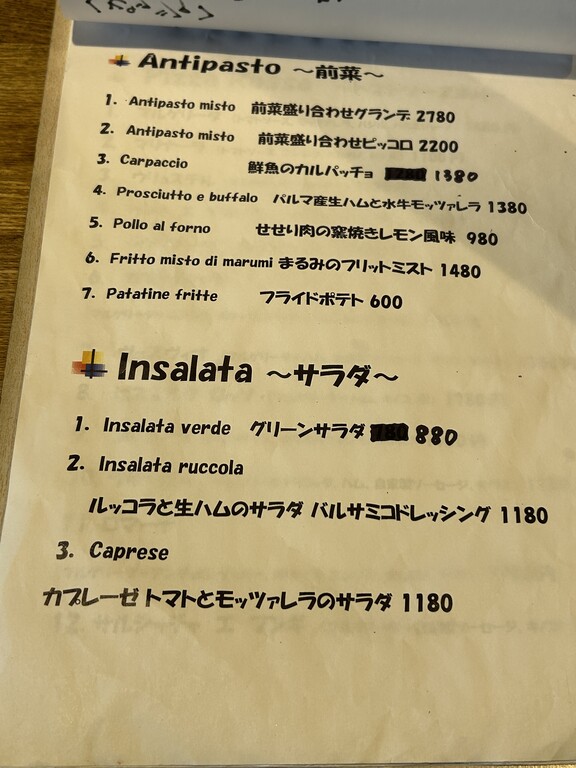 Antipasto ～前菜～
1. Antipasto misto 前菜盛り合わせグランデ 2780
2. Antipasto misto 前菜盛り合わせピッコロ 2200
3. Carpaccio 鮮魚のカルパッチョ 1380
4. Prosciutto e buffalo パルマ産生ハムと水牛モッツァレラ 1380
5. Pollo al forno せせり肉の窯焼きレモン風味 980
6. Fritto misto di marumi まるみのフリットミスト 1480
7. Patatine fritte フライドポテト 600
Insalata ～サラダ～
1. Insalata verde グリーンサラダ 880
2. Insalata ruccola
ルッコラと生ハムのサラダ バルサミコドレッシング 1180
3. Caprese
カプレーゼ トマトとモッツァレラのサラダ 1180